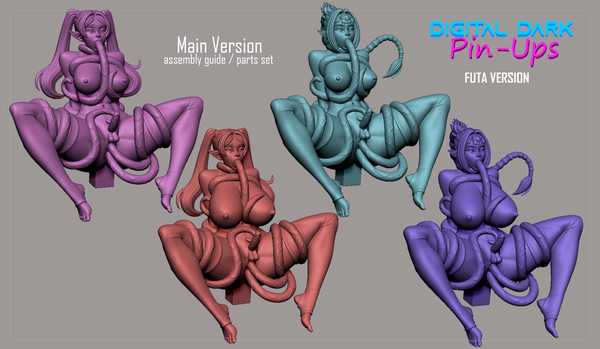 Main Version
assembly guide / parts set
DIGITAL DARK
Pin-Ups
FUTA VERSION